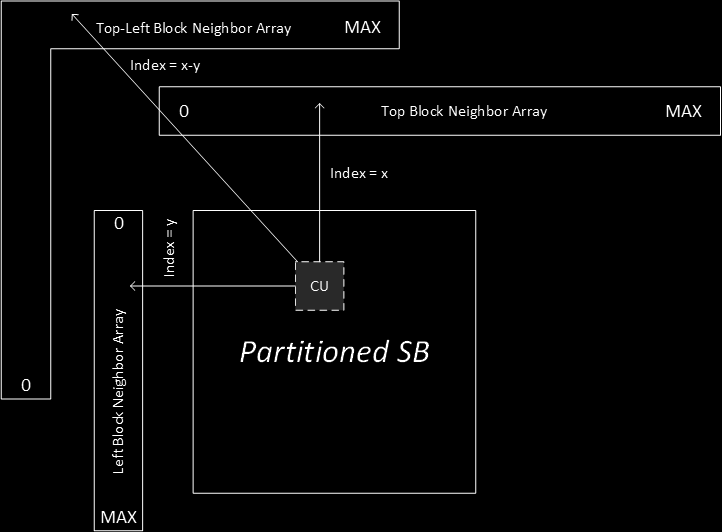 Top-Left Block Neighbor Array
MAX
Index = x-y
0
Top Block Neighbor Array
MAX
Index = x
0
Index = y
CU
Partitioned SB
Left Block Neighbor Array
0
MAX